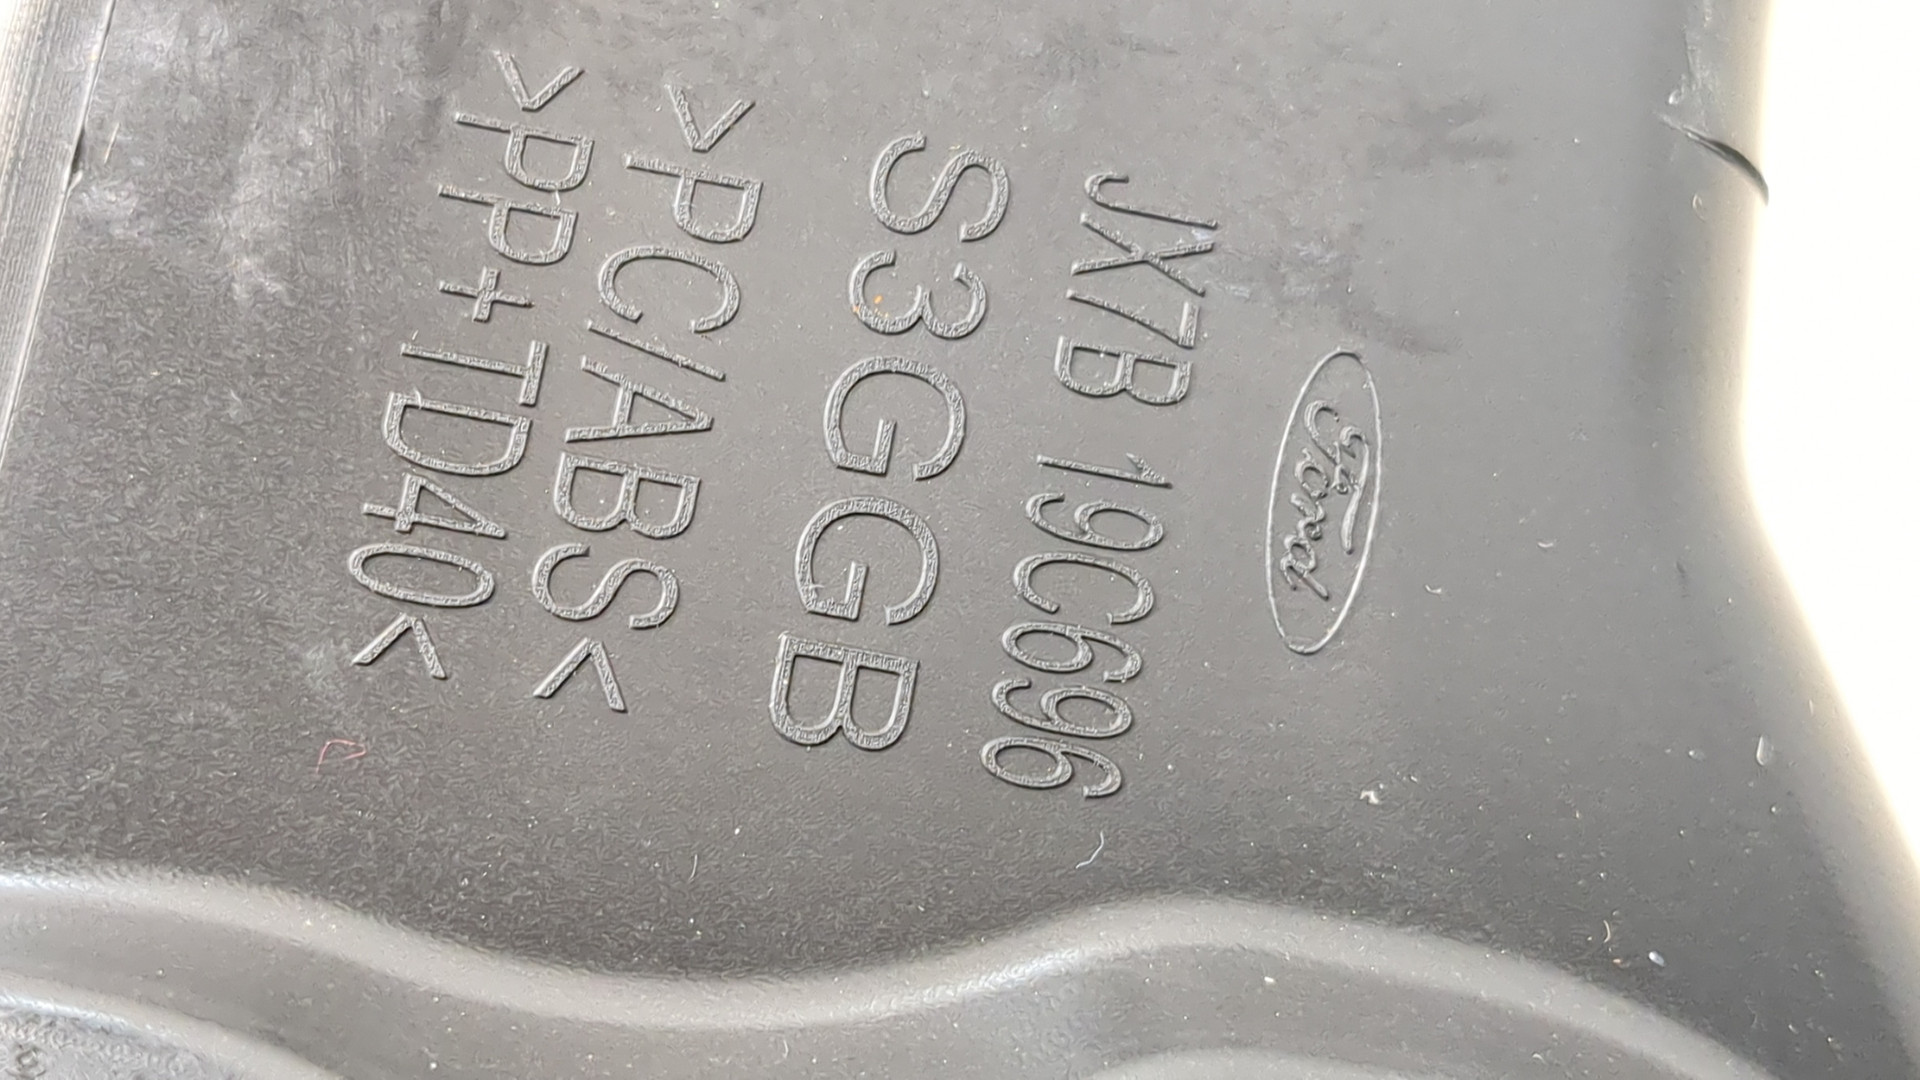 Ford
JX7B 19C696
S3GGB
>PC/ABS<
>PP+TD40<